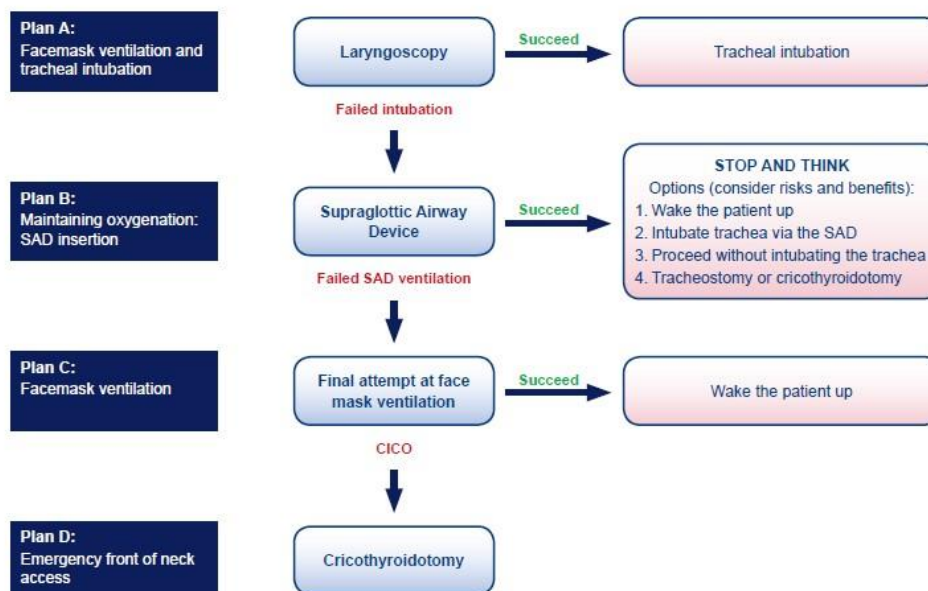 Plan A:
Facemask ventilation and
tracheal intubation
Laryngoscopy
Succeed
Tracheal intubation
Failed intubation
Plan B:
Maintaining oxygenation:
SAD insertion
Supraglottic Airway
Device
Succeed
STOP AND THINK
Options (consider risks and benefits):
1. Wake the patient up
2. Intubate trachea via the SAD
3. Proceed without intubating the trachea
4. Tracheostomy or cricothyroidotomy
Failed SAD ventilation
Plan C:
Facemask ventilation
Final attempt at face
mask ventilation
Succeed
Wake the patient up
CICO
Plan D:
Emergency front of neck
access
Cricothyroidotomy